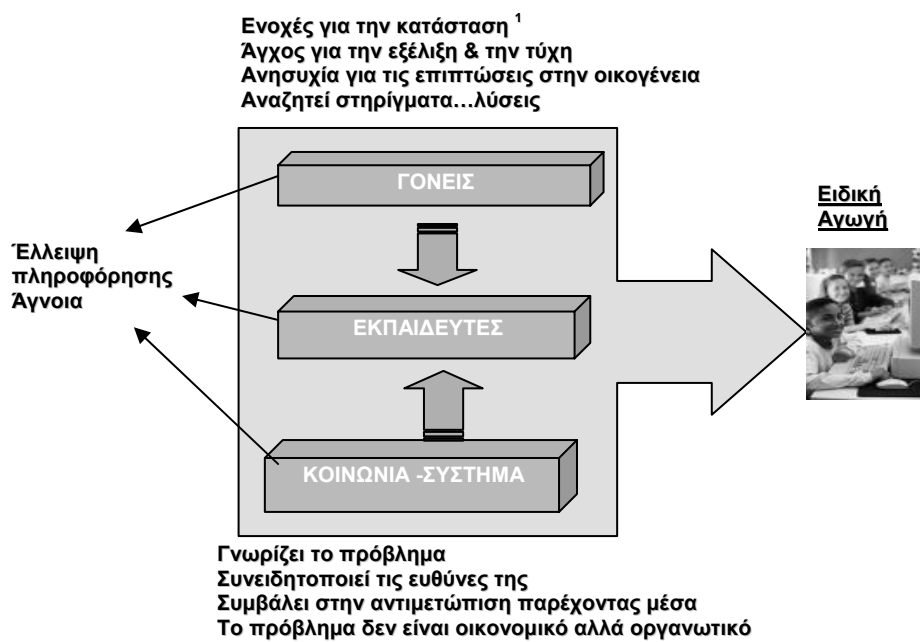 Ενοχές για την κατάσταση ¹
Άγχος για την εξέλιξη & την τύχη
Ανησυχία για τις επιπτώσεις στην οικογένεια
Αναζητεί στηρίγματα…λύσεις
ΓΟΝΕΙΣ
Ειδική
Αγωγή
Έλλειψη
πληροφόρησης
Άγνοια
ΕΚΠΑΙΔΕΥΤΕΣ
ΚΟΙΝΩΝΙΑ -ΣΥΣΤΗΜΑ
Γνωρίζει το πρόβλημα
Συνειδητοποιεί τις ευθύνες της
Συμβάλει στην αντιμετώπιση παρέχοντας μέσα
Το πρόβλημα δεν είναι οικονομικό αλλά οργανωτικό